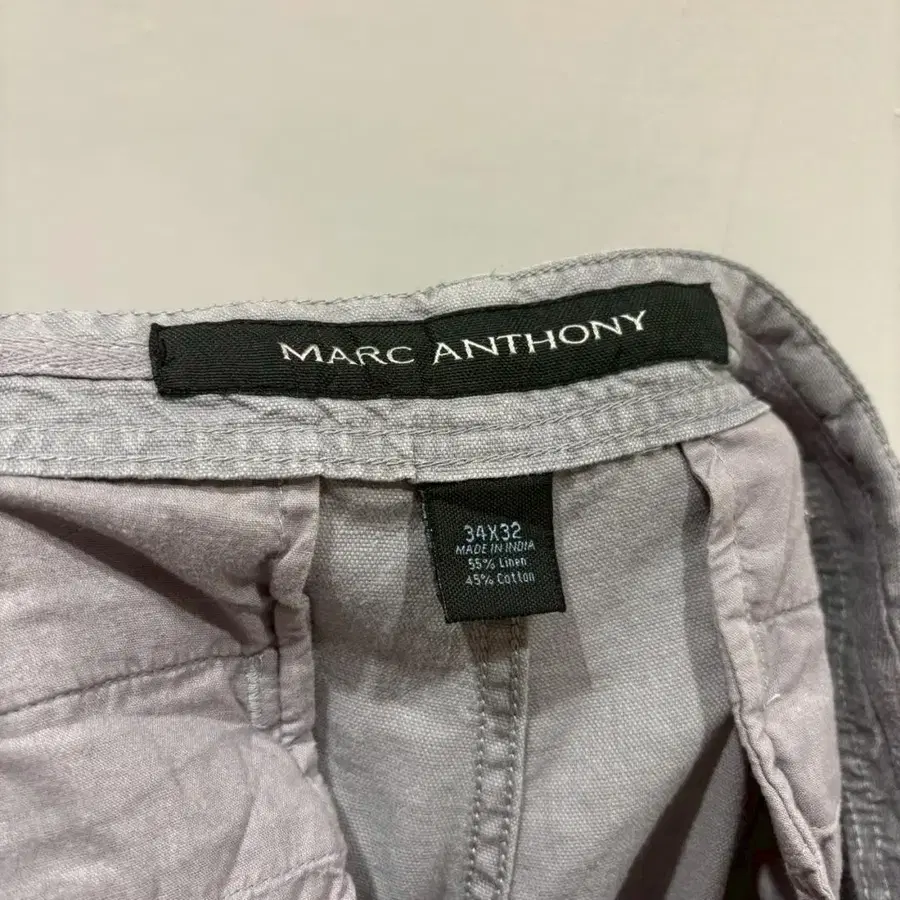 MARC ANTHONY
34X32
MADE IN INDIA
55% Linen
45% Cotton